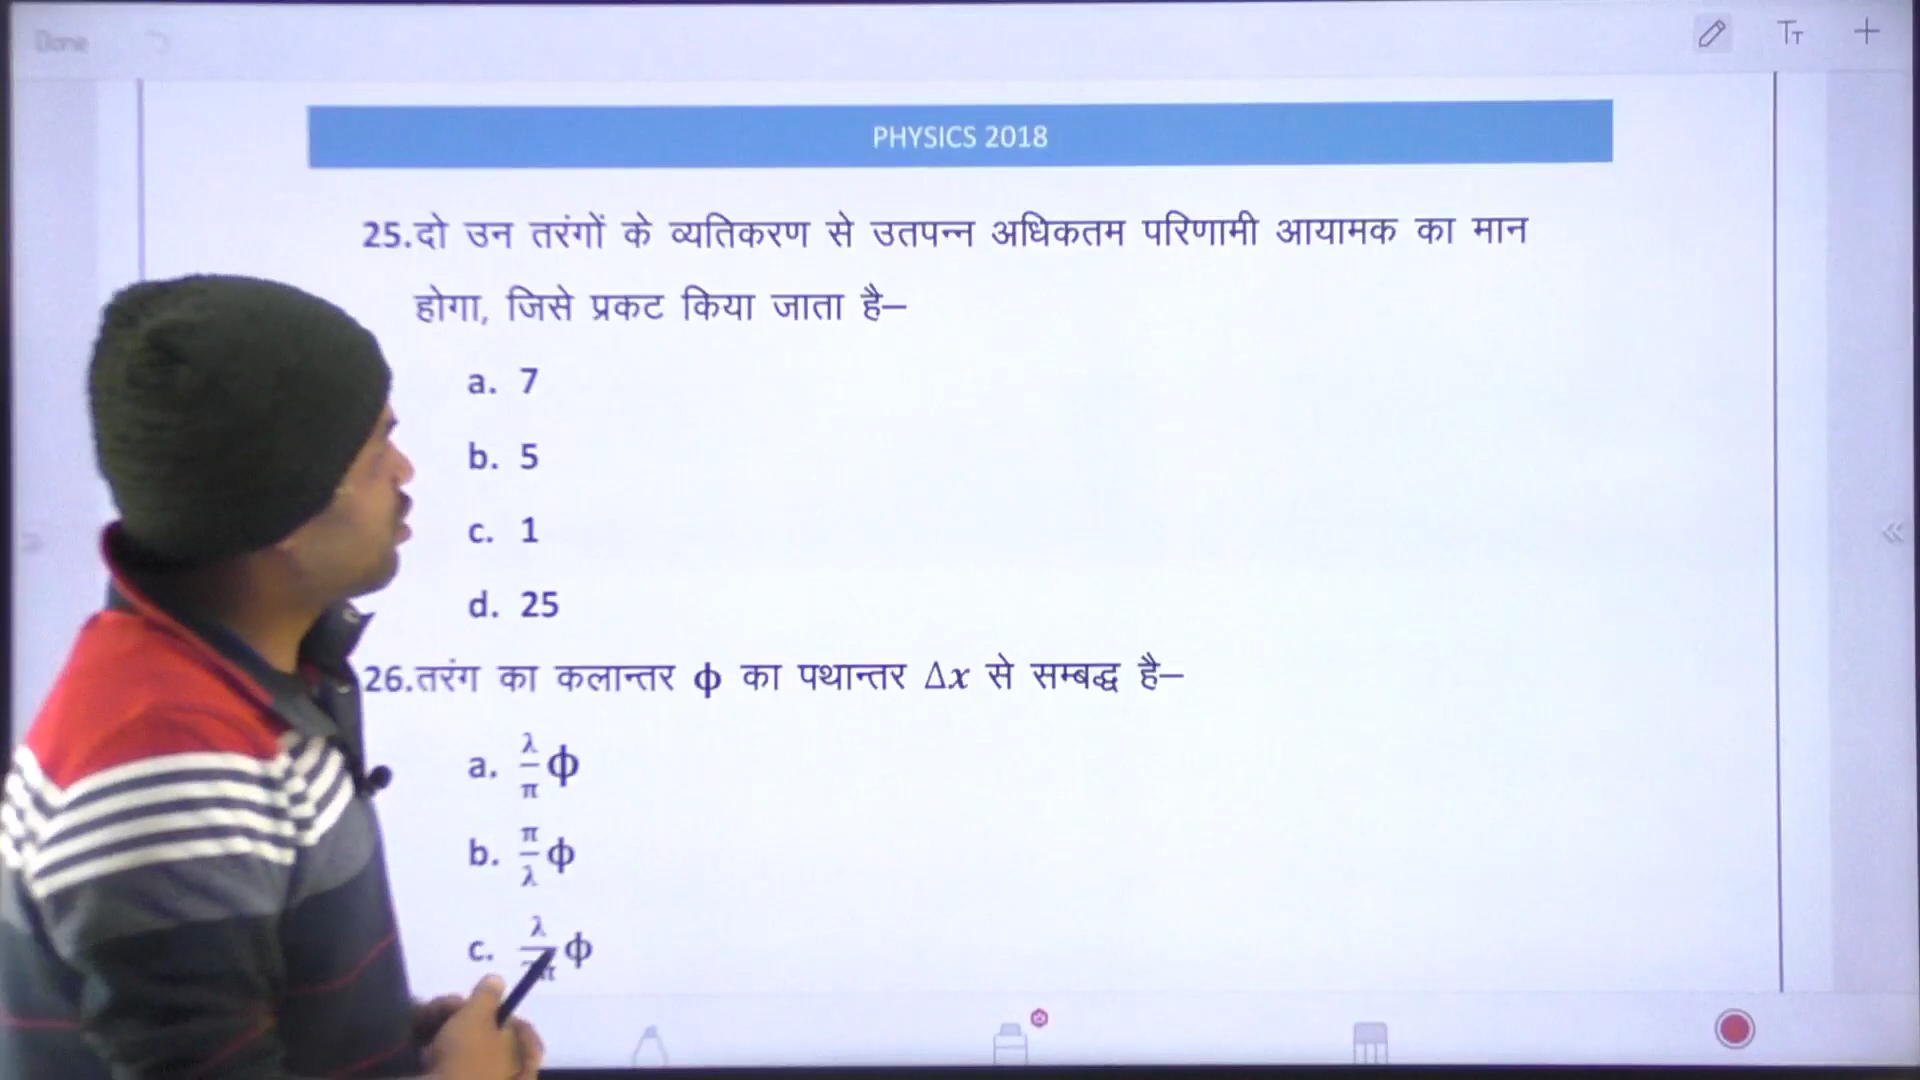 Done
PHYSICS 2018
25.दो उन तरंगों के व्यतिकरण से उतपन्न अधिकतम परिणामी आयामक का मान
होगा, जिसे प्रकट किया जाता है–
a. 7
b. 5
c. 1
d. 25
26.तरंग का कलान्तर ϕ का पथान्तर Δx से सम्बद्ध है–
a. λ/π ϕ
b. π/λ ϕ
c. λ/π ϕ